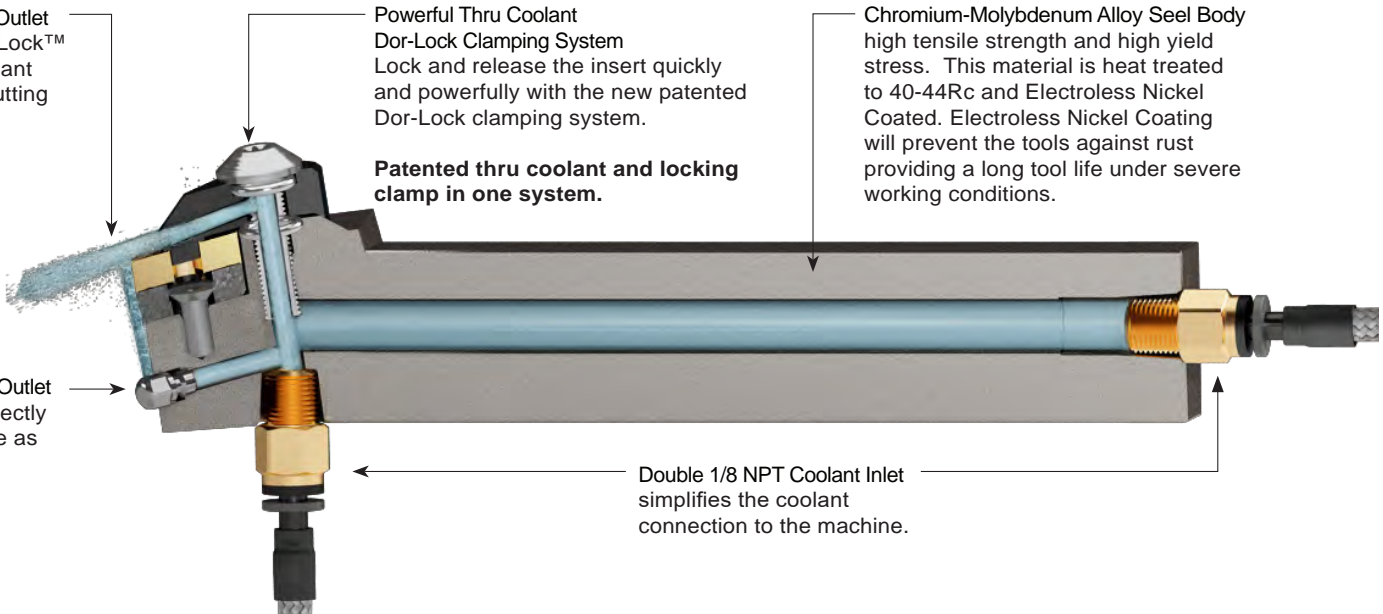 Outlet
Lock™
ant
utting
Powerful Thru Coolant
Dor-Lock Clamping System
Lock and release the insert quickly
and powerfully with the new patented
Dor-Lock clamping system.
Patented thru coolant and locking
clamp in one system.
Chromium-Molybdenum Alloy Seel Body
high tensile strength and high yield
stress. This material is heat treated
to 40-44Rc and Electroless Nickel
Coated. Electroless Nickel Coating
will prevent the tools against rust
providing a long tool life under severe
working conditions.
Outlet
ectly
e as
Double 1/8 NPT Coolant Inlet
simplifies the coolant
connection to the machine.